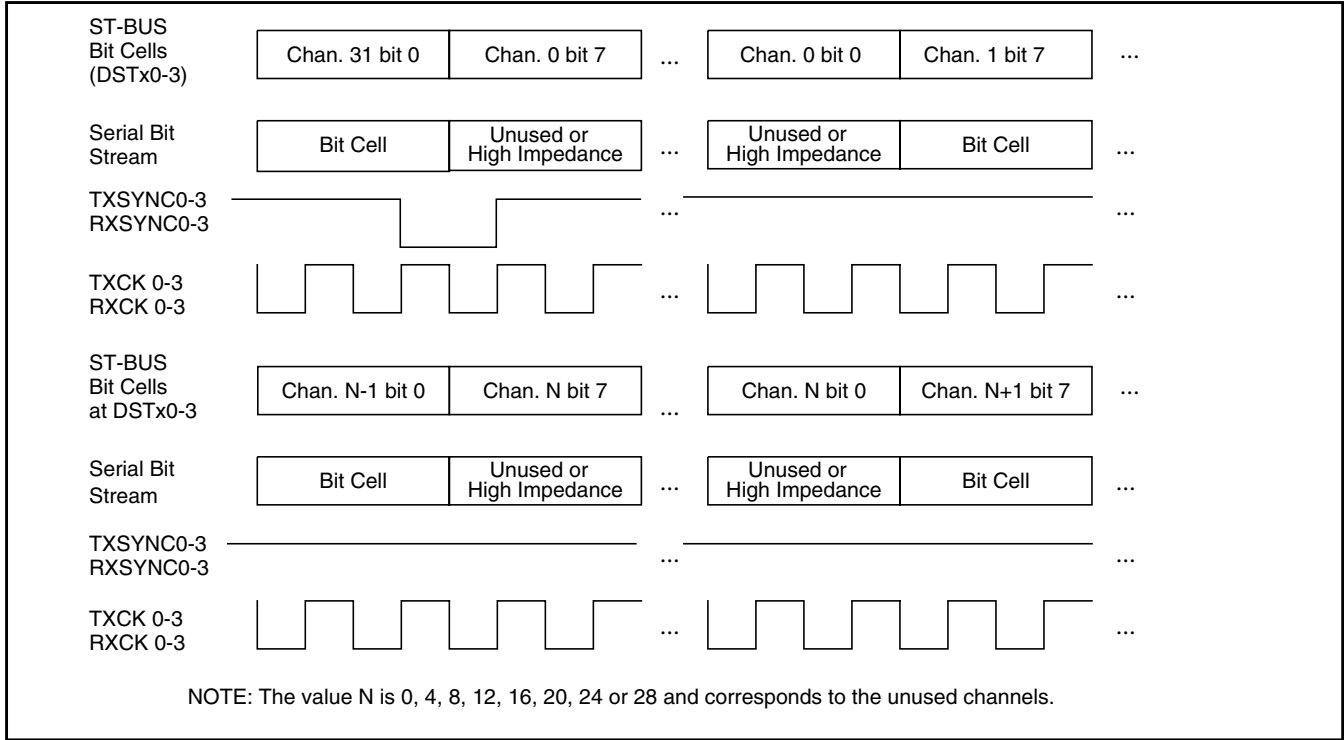 ST-BUS
Bit Cells
(DSTx0-3)
Chan. 31 bit 0
Chan. 0 bit 7
...
Chan. 0 bit 0
Chan. 1 bit 7
...
Serial Bit
Stream
Bit Cell
Unused or
High Impedance
...
Unused or
High Impedance
Bit Cell
...
TXSYNC0-3
RXSYNC0-3
...
...
TXCK 0-3
RXCK 0-3
...
...
ST-BUS
Bit Cells
at DSTx0-3
Chan. N-1 bit 0
Chan. N bit 7
...
Chan. N bit 0
Chan. N+1 bit 7
...
Serial Bit
Stream
Bit Cell
Unused or
High Impedance
...
Unused or
High Impedance
Bit Cell
...
TXSYNC0-3
RXSYNC0-3
...
...
TXCK 0-3
RXCK 0-3
...
...
NOTE: The value N is 0, 4, 8, 12, 16, 20, 24 or 28 and corresponds to the unused channels.